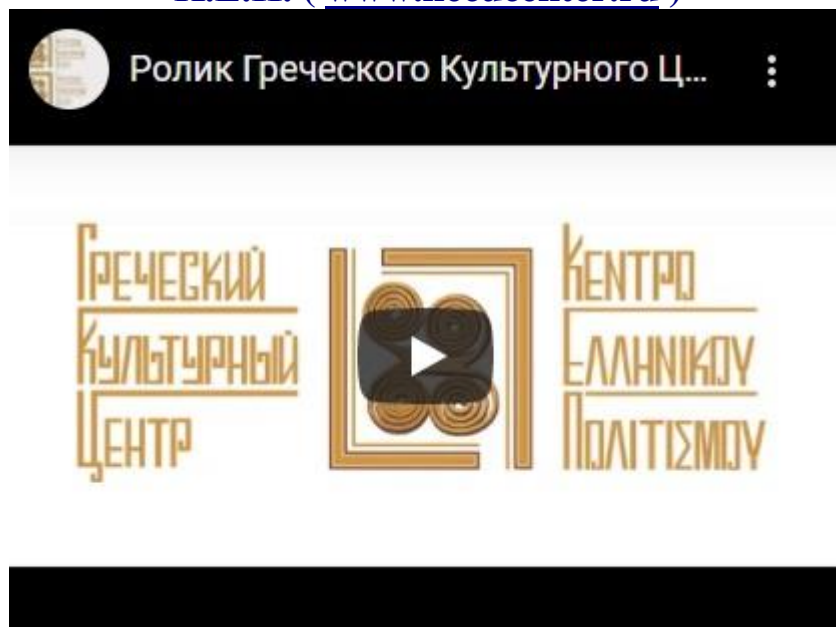 Ролик Греческого Культурного Ц...
Греческий
Культурный
Центр
Κεντρο
Ελληνικου
Πολιτισμου